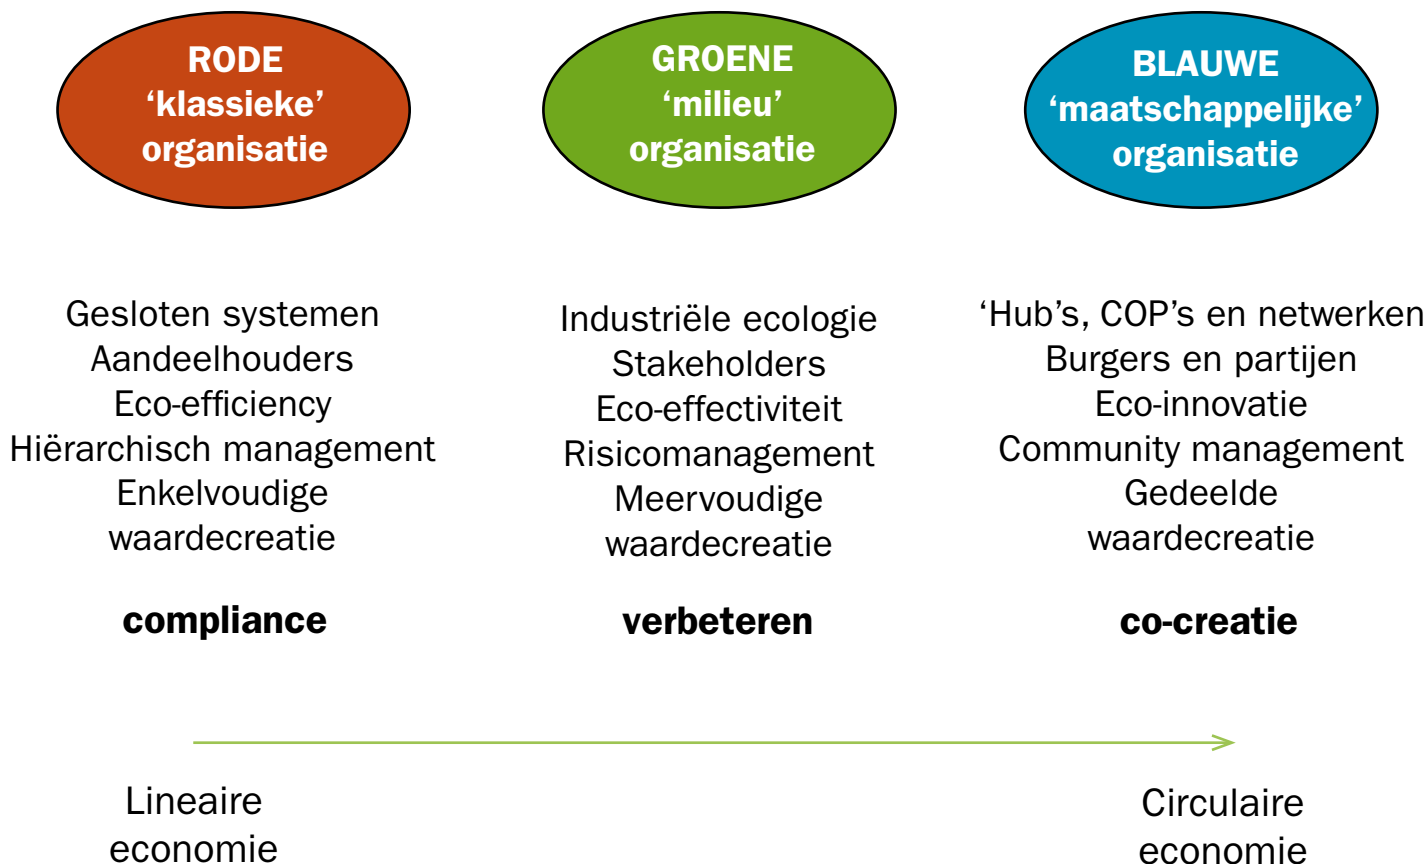 RODE
‘klassieke’
organisatie
Gesloten systemen
Aandeelhouders
Eco-efficiency
Hiërarchisch management
Enkelvoudige
waardecreatie
compliance
GROENE
‘milieu’
organisatie
Industriële ecologie
Stakeholders
Eco-effectiviteit
Risicomanagement
Meervoudige
waardecreatie
verbeteren
BLAUWE
‘maatschappelijke’
organisatie
‘Hub’s, COP’s en netwerken
Burgers en partijen
Eco-innovatie
Community management
Gedeelde
waardecreatie
co-creatie
Lineaire
economie
Circulaire
economie